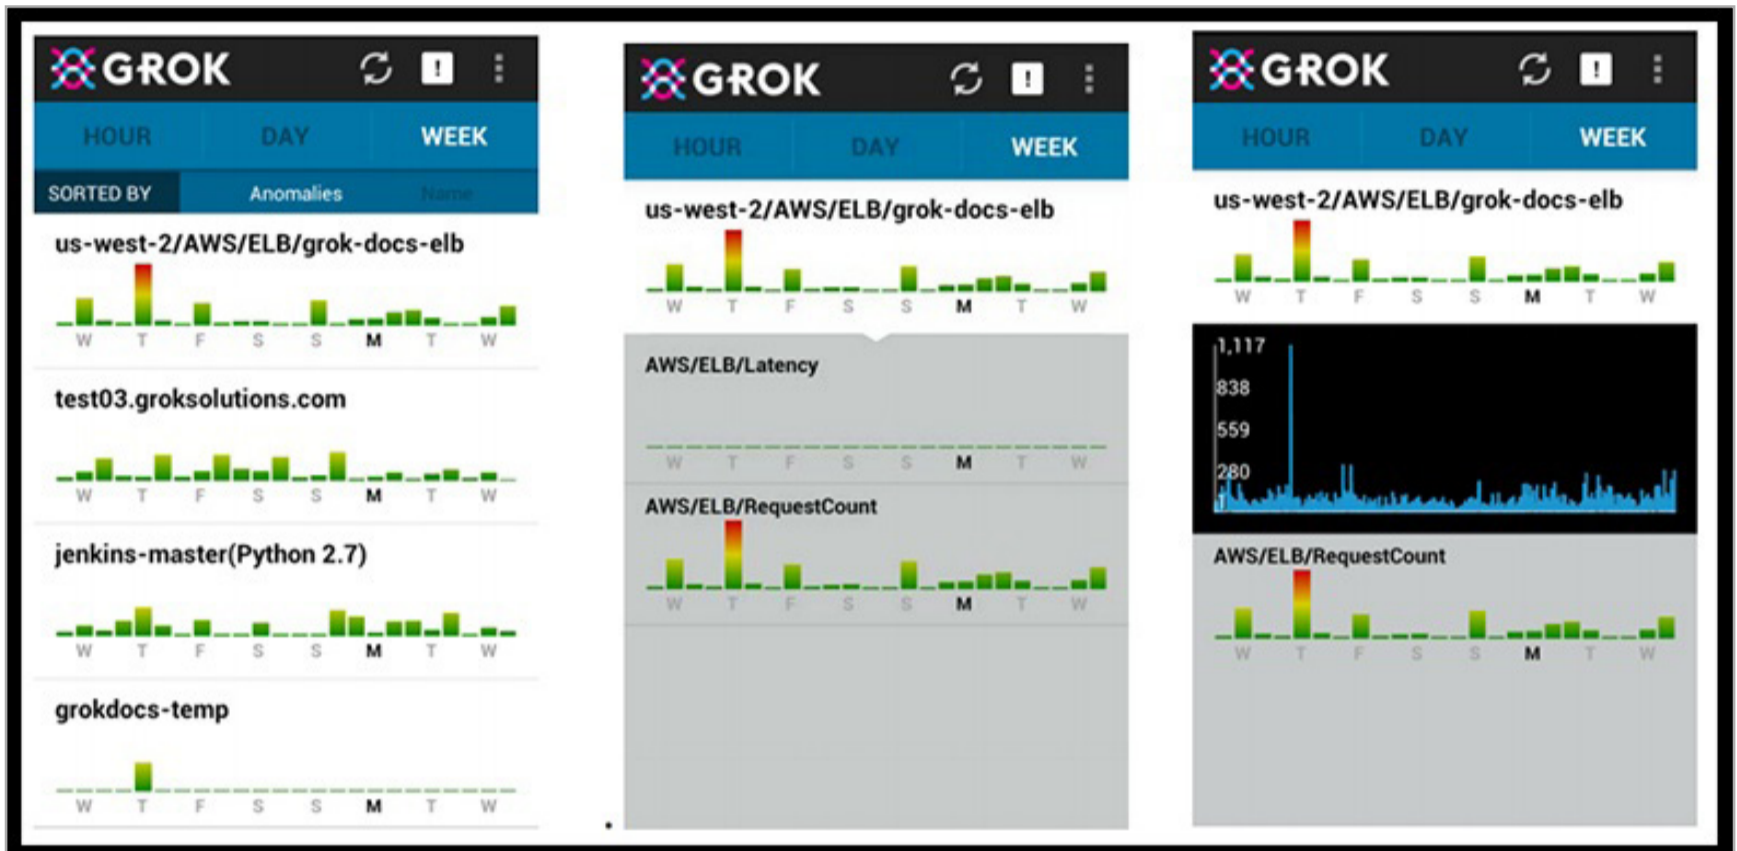 GROK
!
HOUR DAY WEEK
SORTED BY Anomalies Name
us-west-2/AWS/ELB/grok-docs-elb
W T F S S M T W
test03.groksolutions.com
W T F S S M T W
jenkins-master(Python 2.7)
W T F S S M T W
grokdocs-temp
W T F S S M T W
GROK
!
HOUR DAY WEEK
us-west-2/AWS/ELB/grok-docs-elb
W T F S S M T W
AWS/ELB/Latency
W T F S S M T W
AWS/ELB/RequestCount
W T F S S M T W
GROK
!
HOUR DAY WEEK
us-west-2/AWS/ELB/grok-docs-elb
W T F S S M T W
1,117
838
559
280
1
AWS/ELB/RequestCount
W T F S S M T W